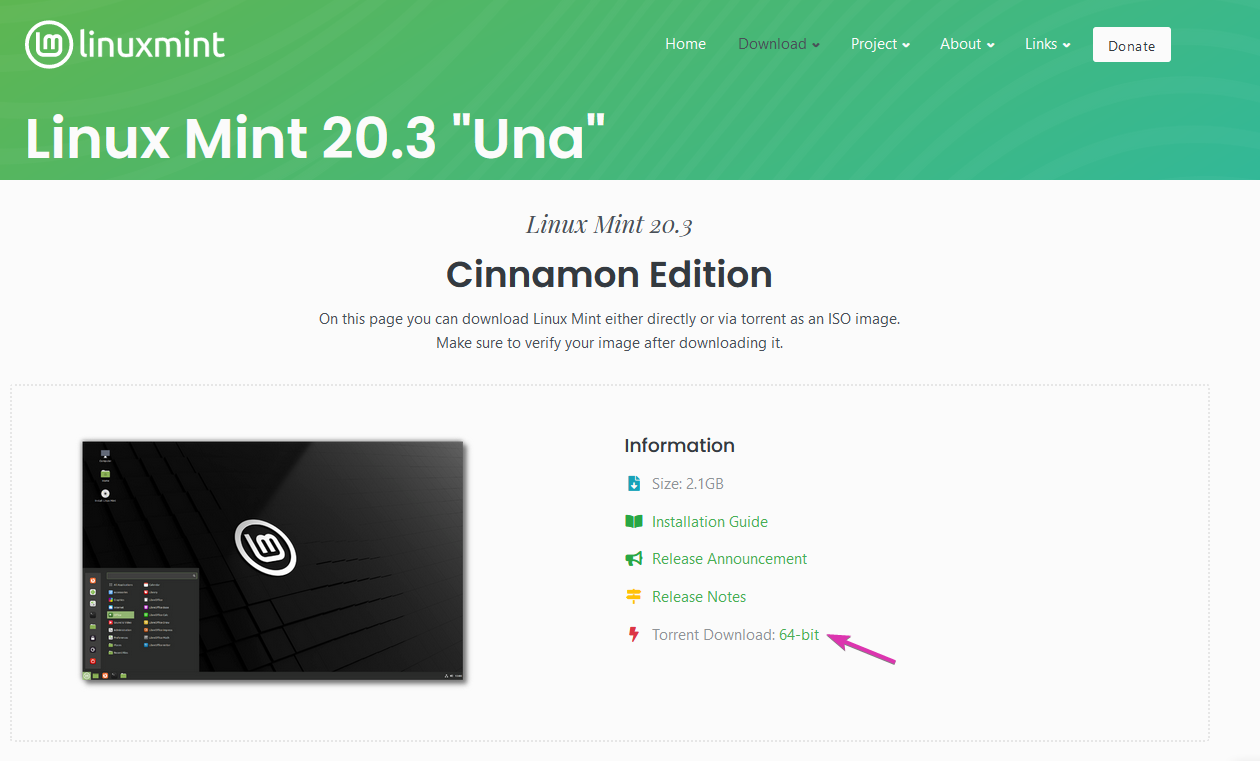 linuxmint
Home Download Project About Links Donate
Linux Mint 20.3 "Una"
Linux Mint 20.3
Cinnamon Edition
On this page you can download Linux Mint either directly or via torrent as an ISO image.
Make sure to verify your image after downloading it.
Information
Size: 2.1GB
Installation Guide
Release Announcement
Release Notes
Torrent Download: 64-bit